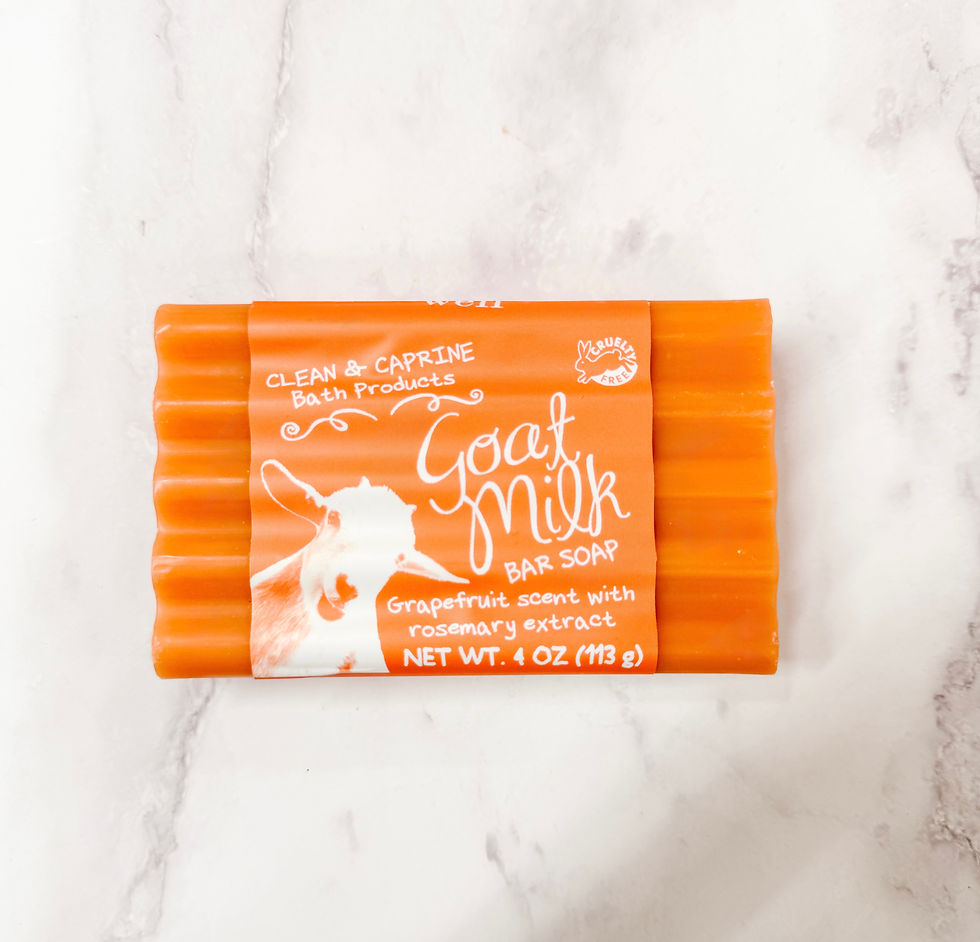 CLEAN & CAPRINE
Bath Products
CRUELTY
FREE
Goat
Milk
BAR SOAP
Grapefruit scent with
rosemary extract
NET WT. 4 OZ (113 g)